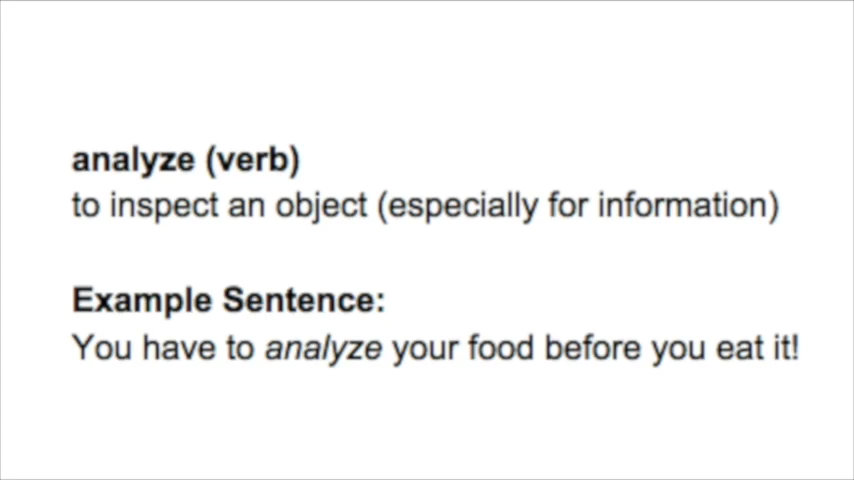 analyze (verb)
to inspect an object (especially for information)
Example Sentence:
You have to analyze your food before you eat it!